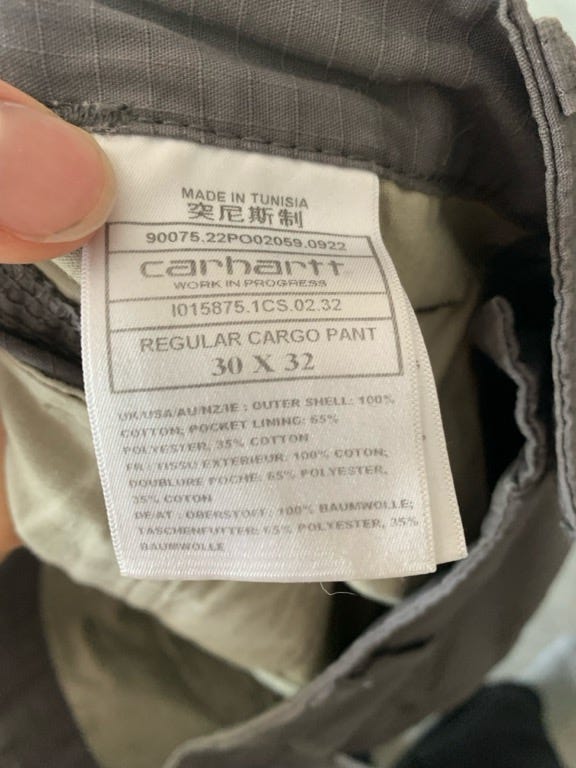 MADE IN TUNISIA
突尼斯制
90075.22PO02059.0922
carhartt
WORK IN PROGRESS
I015875.1CS.02.32
REGULAR CARGO PANT
30 X 32
UK/USA/AU/NZ/IE : OUTER SHELL: 100%
COTTON; POCKET LINING: 65%
POLYESTER, 35% COTTON
FR : TISSU EXTERIEUR: 100% COTON;
DOUBLURE POCHE: 65% POLYESTER,
35% COTON
DE/AT : OBERSTOFF: 100% BAUMWOLLE;
TASCHENFUTTER: 65% POLYESTER, 35%
BAUMWOLLE